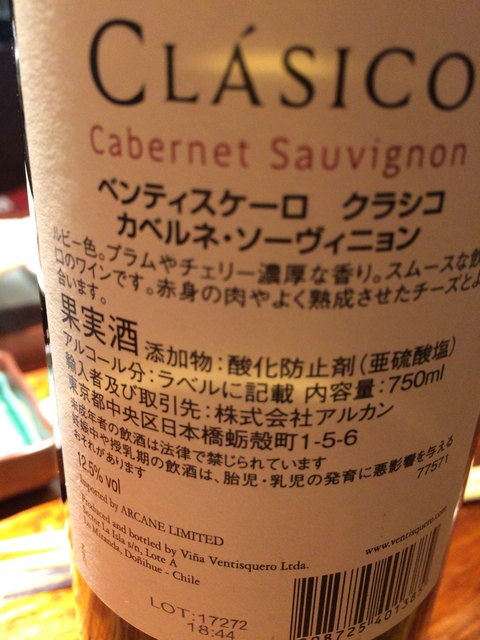 CLÁSICO
Cabernet Sauvignon
ベンティスケーロ クラシコ
カベルネ・ソーヴィニョン
ルビー色。プラムやチェリー濃厚な香り。スムースな飲
口のワインです。赤身の肉やよく熟成させたチーズとよ
合います。
果実酒 添加物:酸化防止剤(亜硫酸塩)
アルコール分:ラベルに記載 内容量:750ml
輸入者及び取引先:株式会社アルカン
東京都中央区日本橋蛎殻町1-5-6
未成年者の飲酒は法律で禁じられています
妊娠中や授乳期の飲酒は、胎児・乳児の発育に悪影響を与える
おそれがあります
77571
12.5% vol
Imported by ARCANE LIMITED
Produced and bottled by Viña Ventisquero Ltda.
Sector La Isla s/n, Lote A
Lo Miranda, Doñihue - Chile
www.ventisquero.com
LOT:17272
18:44